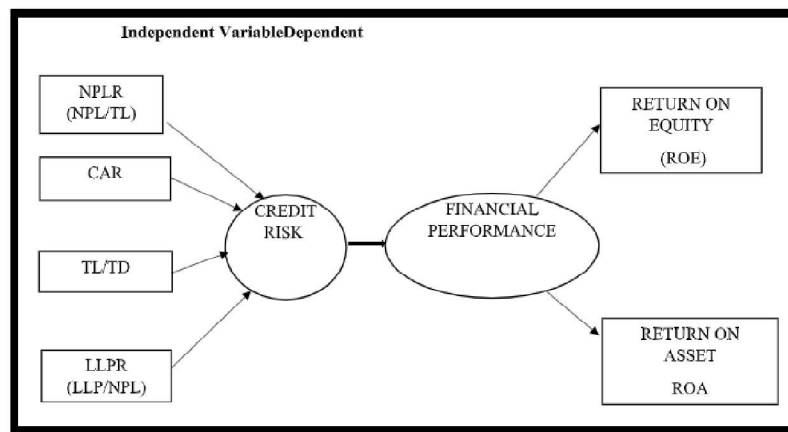 Independent VariableDependent
NPLR
(NPL/TL)
CAR
TL/TD
LLPR
(LLP/NPL)
CREDIT
RISK
FINANCIAL
PERFORMANCE
RETURN ON
EQUITY
(ROE)
RETURN ON
ASSET
ROA